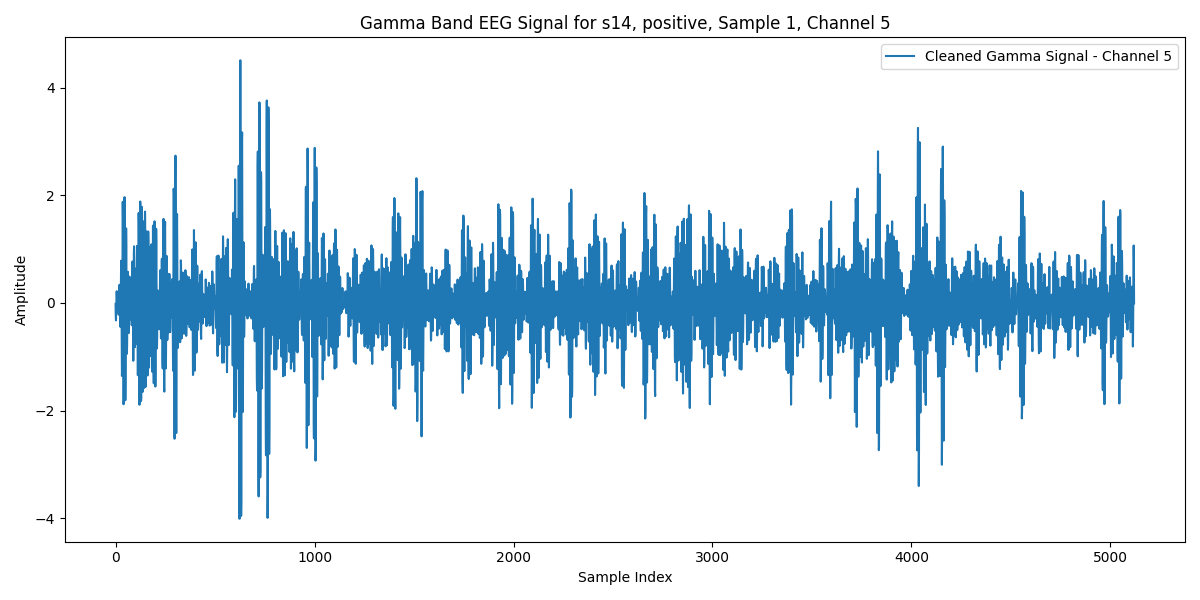 Gamma Band EEG Signal for s14, positive, Sample 1, Channel 5
Cleaned Gamma Signal - Channel 5
Amplitude
4
2
0
−2
−4
0 1000 2000 3000 4000 5000
Sample Index